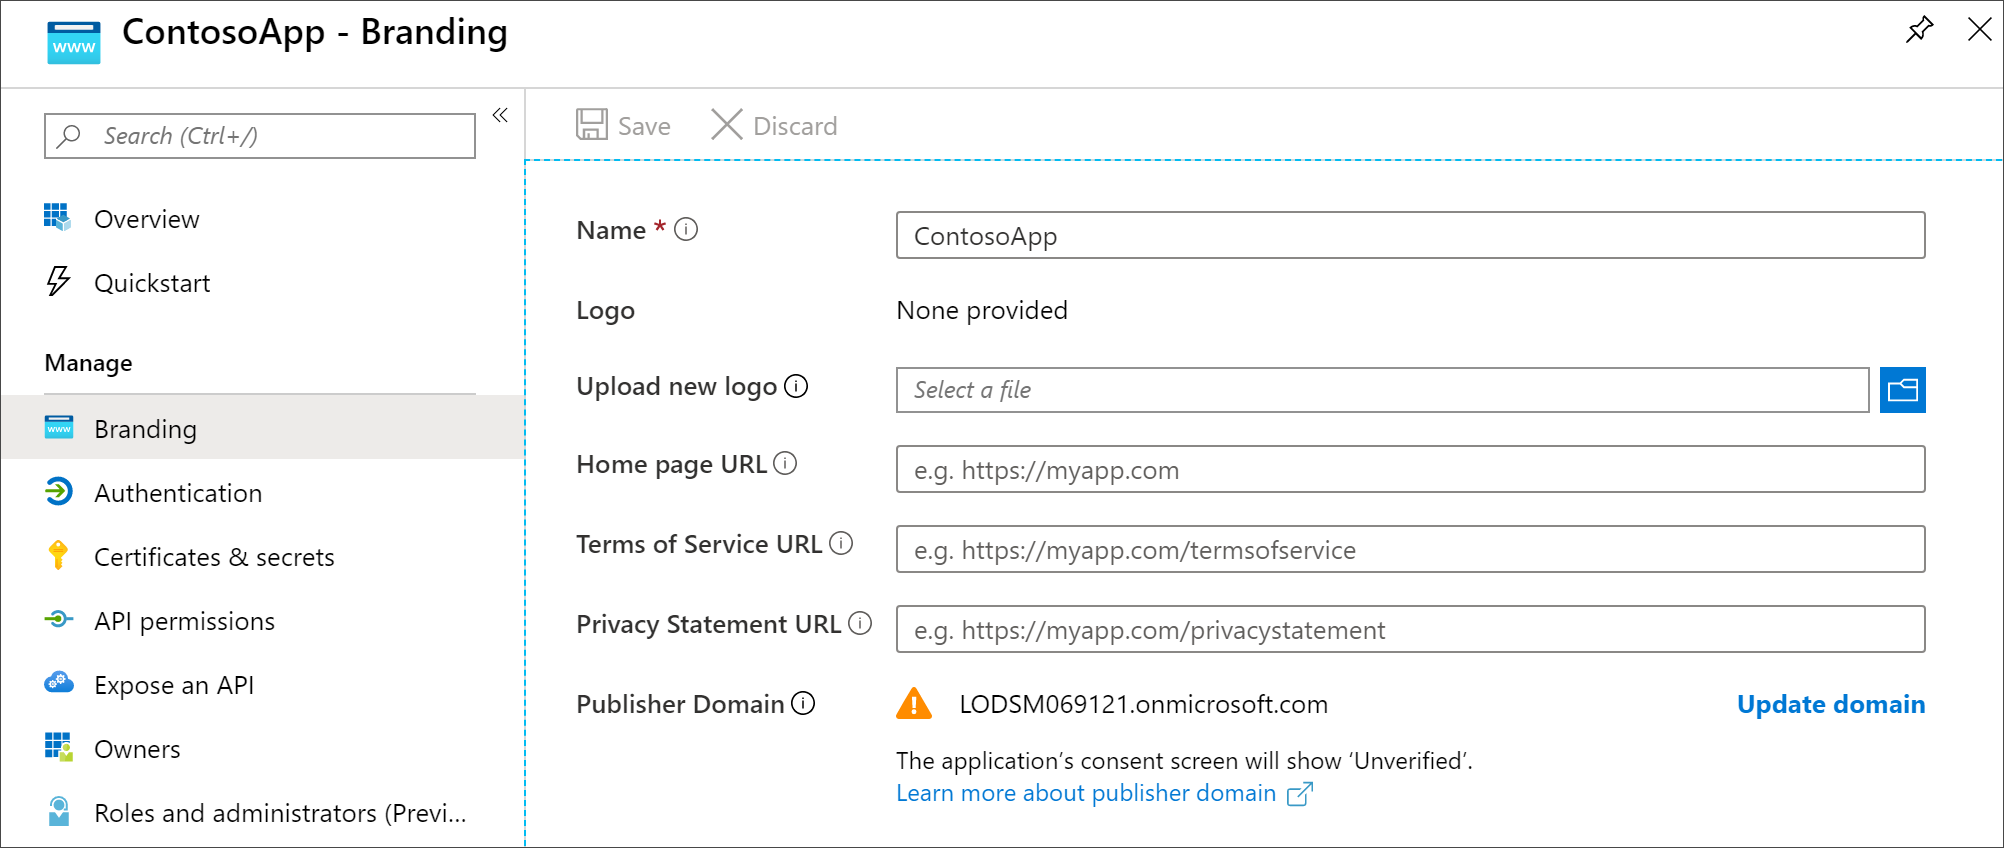 www
ContosoApp - Branding
Search (Ctrl+/)
«
Save
Discard
Overview
Quickstart
Manage
www
Branding
Authentication
Certificates & secrets
API permissions
Expose an API
Owners
Roles and administrators (Previ...
Name *
ContosoApp
Logo
None provided
Upload new logo
Select a file
Home page URL
e.g. https://myapp.com
Terms of Service URL
e.g. https://myapp.com/termsofservice
Privacy Statement URL
e.g. https://myapp.com/privacystatement
Publisher Domain
LODSM069121.onmicrosoft.com
Update domain
The application’s consent screen will show ‘Unverified’.
Learn more about publisher domain